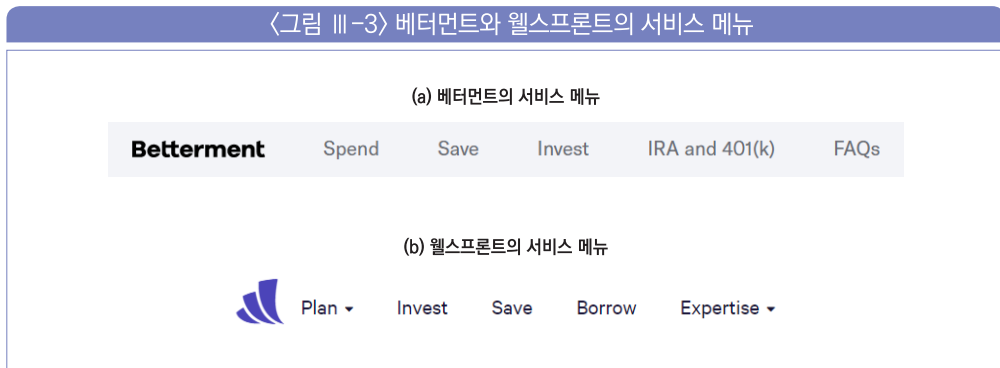 〈그림 Ⅲ-3〉 베터먼트와 웰스프론트의 서비스 메뉴
(a) 베터먼트의 서비스 메뉴
Betterment Spend Save Invest IRA and 401(k) FAQs
(b) 웰스프론트의 서비스 메뉴
Plan Invest Save Borrow Expertise